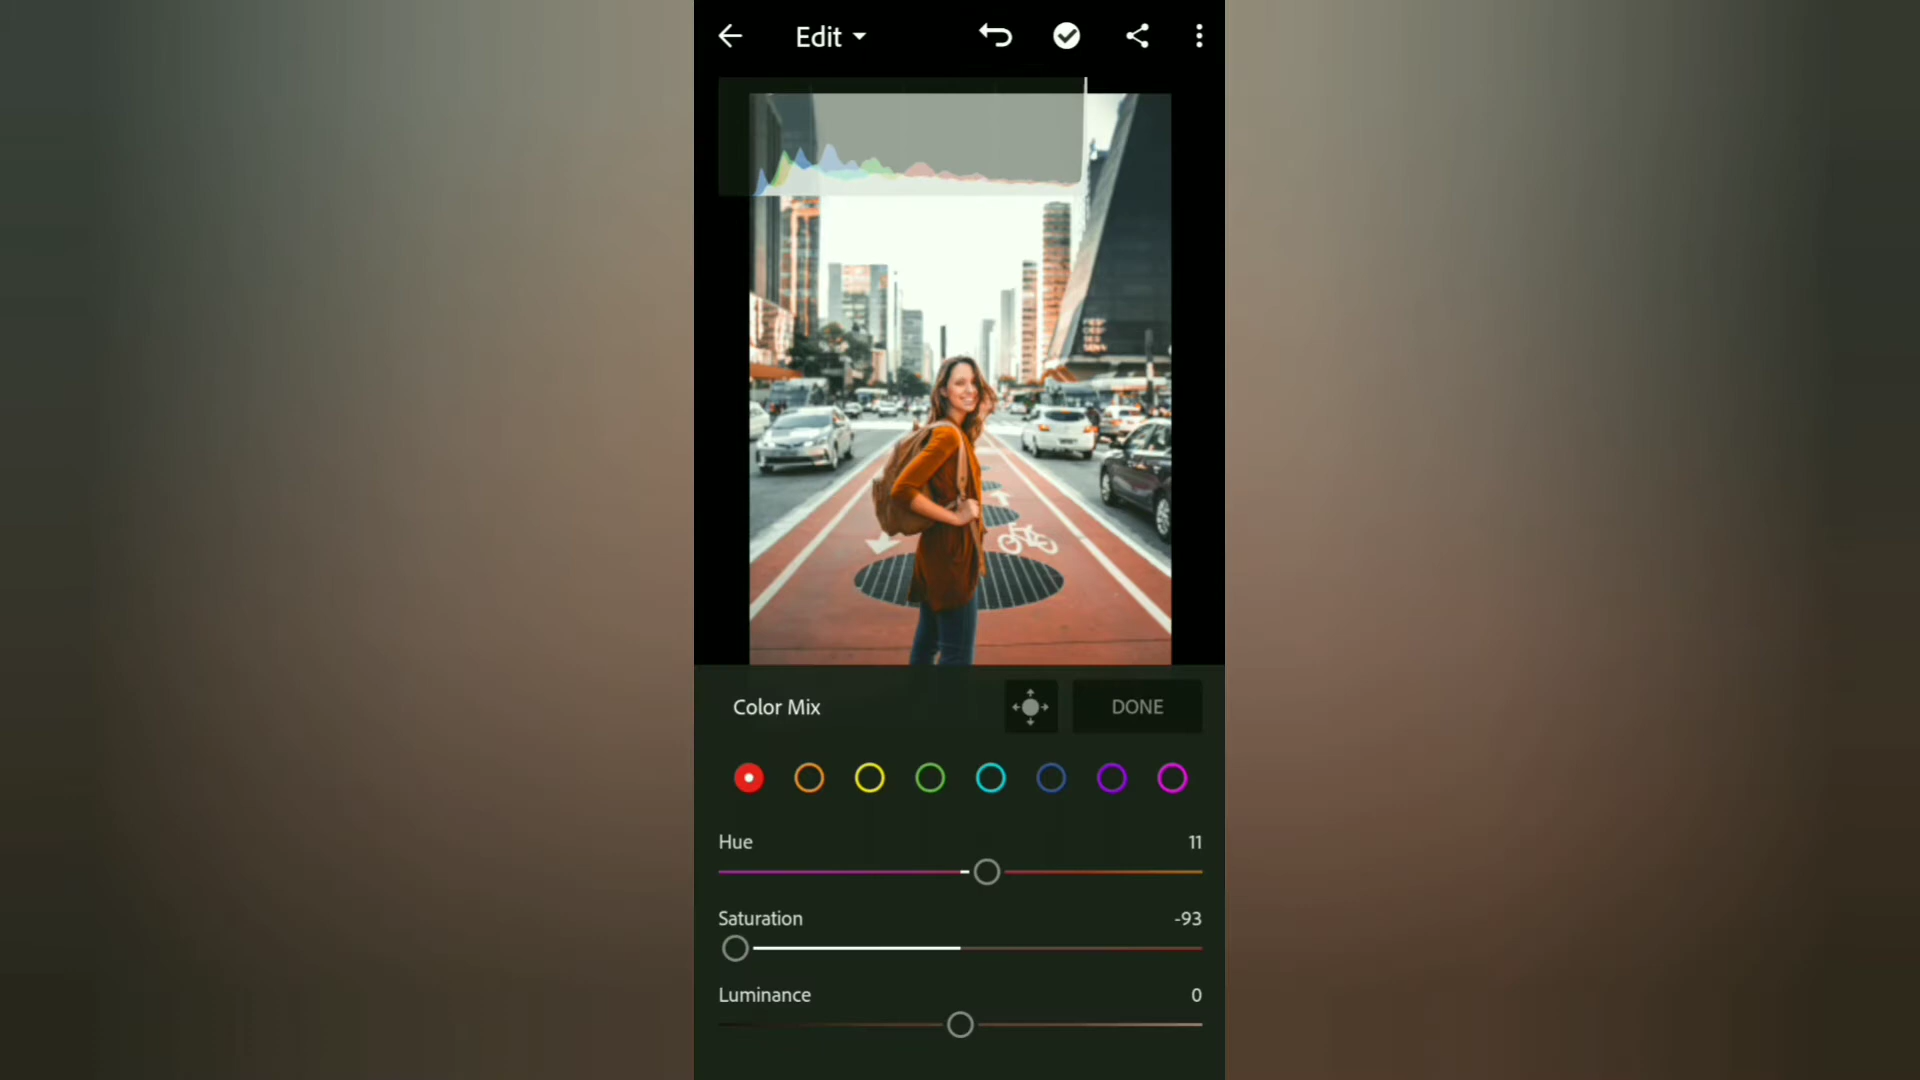 Edit
Color Mix
DONE
Hue
11
Saturation
-93
Luminance
0